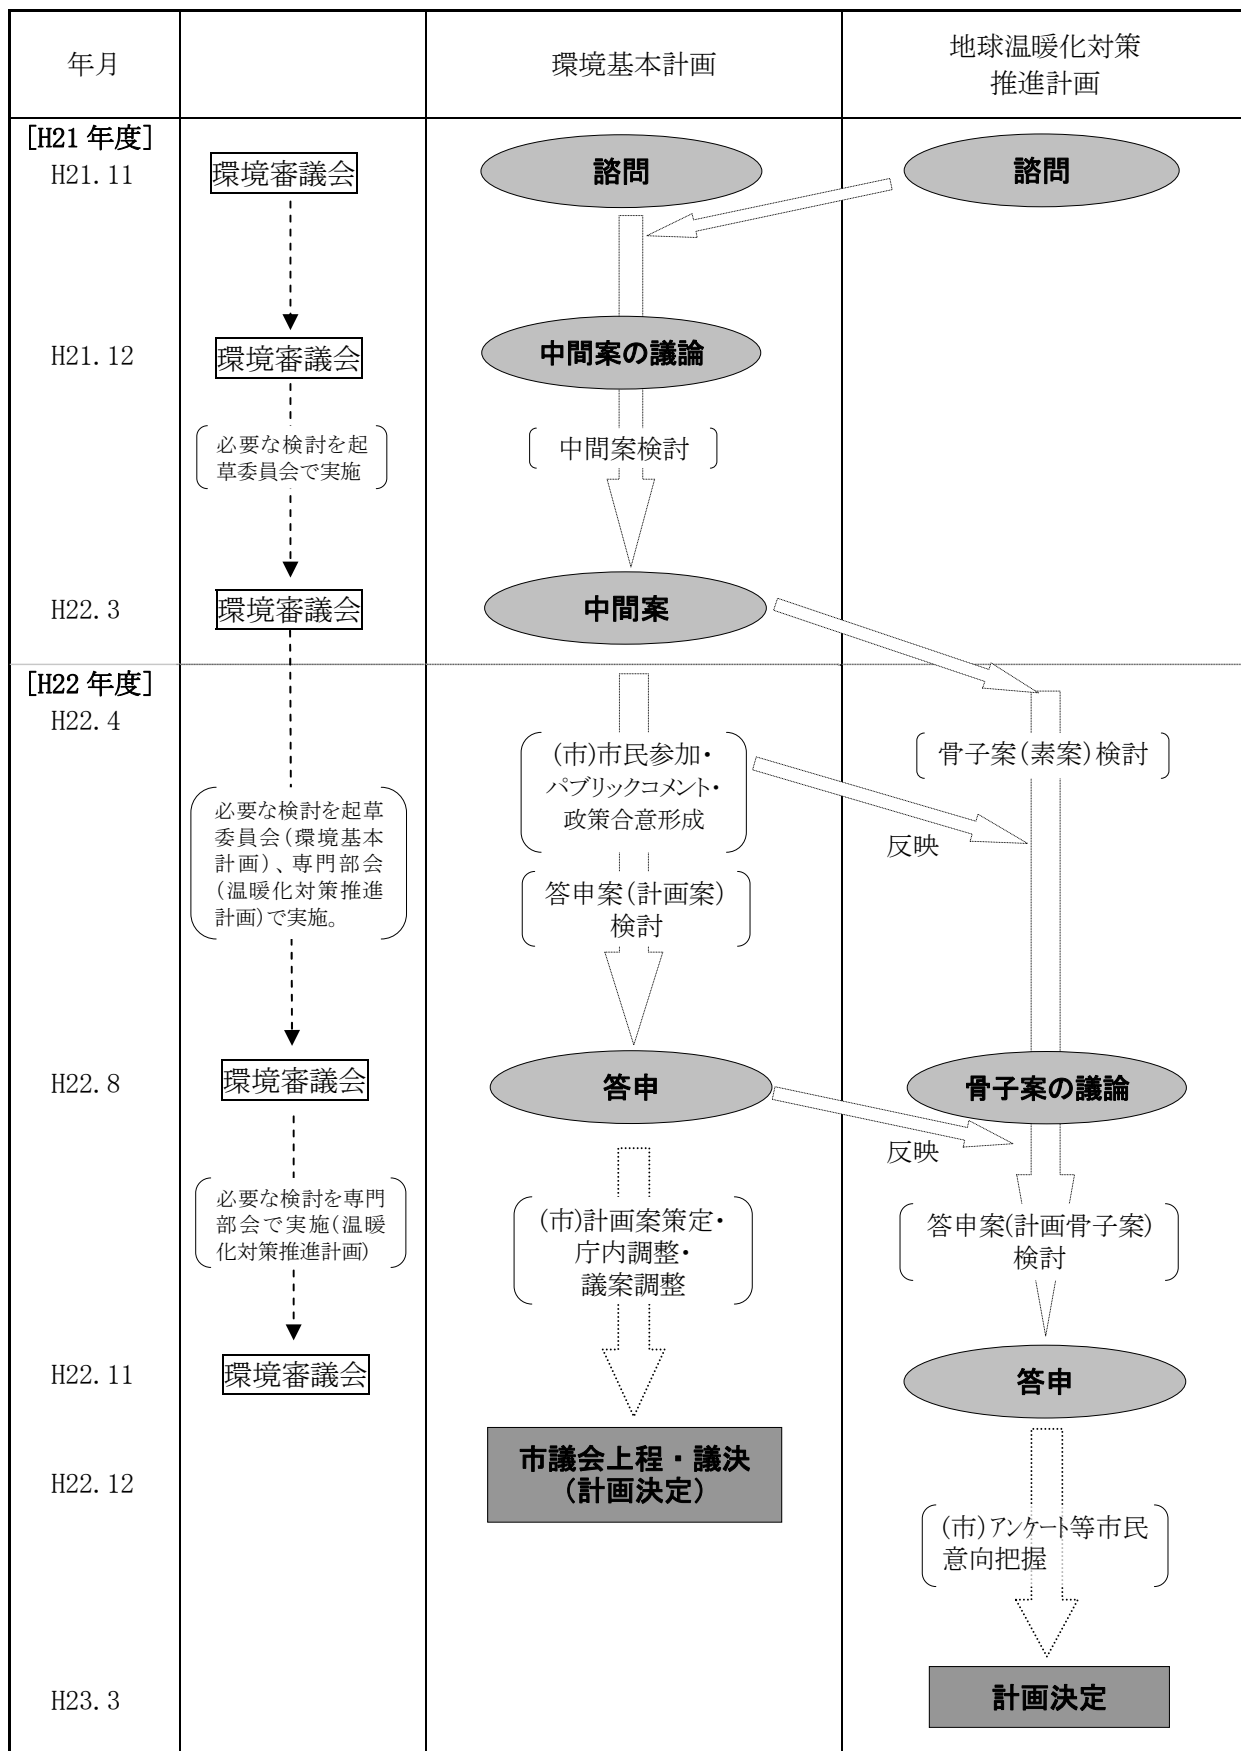 年月
環境基本計画
地球温暖化対策
推進計画
[H21 年度]
H21.11
環境審議会
諮問
諮問
H21.12
環境審議会
中間案の議論
必要な検討を起
草委員会で実施
中間案検討
H22.3
環境審議会
中間案
[H22 年度]
H22.4
(市)市民参加・
パブリックコメント・
政策合意形成
骨子案(素案)検討
反映
必要な検討を起草
委員会(環境基本
計画)、専門部会
(温暖化対策推進
計画)で実施。
答申案(計画案)
検討
H22.8
環境審議会
答申
骨子案の議論
反映
必要な検討を専門
部会で実施(温暖
化対策推進計画)
(市)計画案策定・
庁内調整・
議案調整
答申案(計画骨子案)
検討
H22.11
環境審議会
答申
H22.12
市議会上程・議決
(計画決定)
(市)アンケート等市民
意向把握
H23.3
計画決定